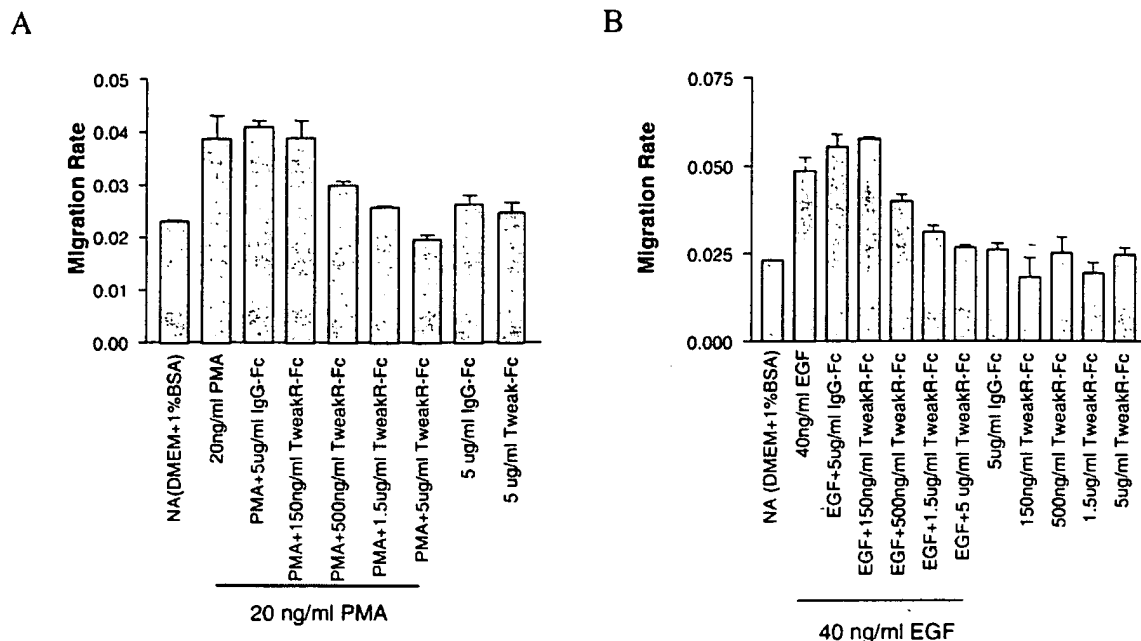 A
Migration Rate
0.05
0.04
0.03
0.02
0.01
0.00
NA(DMEM+1%BSA)
20ng/ml PMA
PMA+5ug/ml IgG-Fc
PMA+150ng/ml TweakR-Fc
PMA+500ng/ml TweakR-Fc
PMA+1.5ug/ml TweakR-Fc
PMA+5ug/ml TweakR-Fc
5 ug/ml IgG-Fc
5 ug/ml Tweak-Fc
20 ng/ml PMA
B
Migration Rate
0.075
0.050
0.025
0.000
NA (DMEM+1%BSA)
40ng/ml EGF
EGF+5ug/ml IgG-Fc
EGF+150ng/ml TweakR-Fc
EGF+500ng/ml TweakR-Fc
EGF+1.5ug/ml TweakR-Fc
EGF+5 ug/ml TweakR-Fc
5ug/ml IgG-Fc
150ng/ml TweakR-Fc
500ng/ml TweakR-Fc
1.5ug/ml TweakR-Fc
5ug/ml TweakR-Fc
40 ng/ml EGF